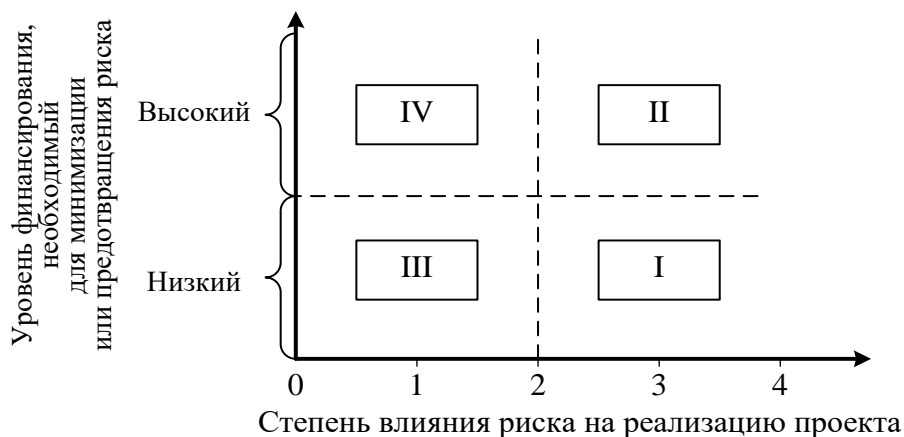 Уровень финансирования,
необходимый
для минимизации
или предотвращения риска
Высокий
IV
II
Низкий
III
I
0
1
2
3
4
Степень влияния риска на реализацию проекта